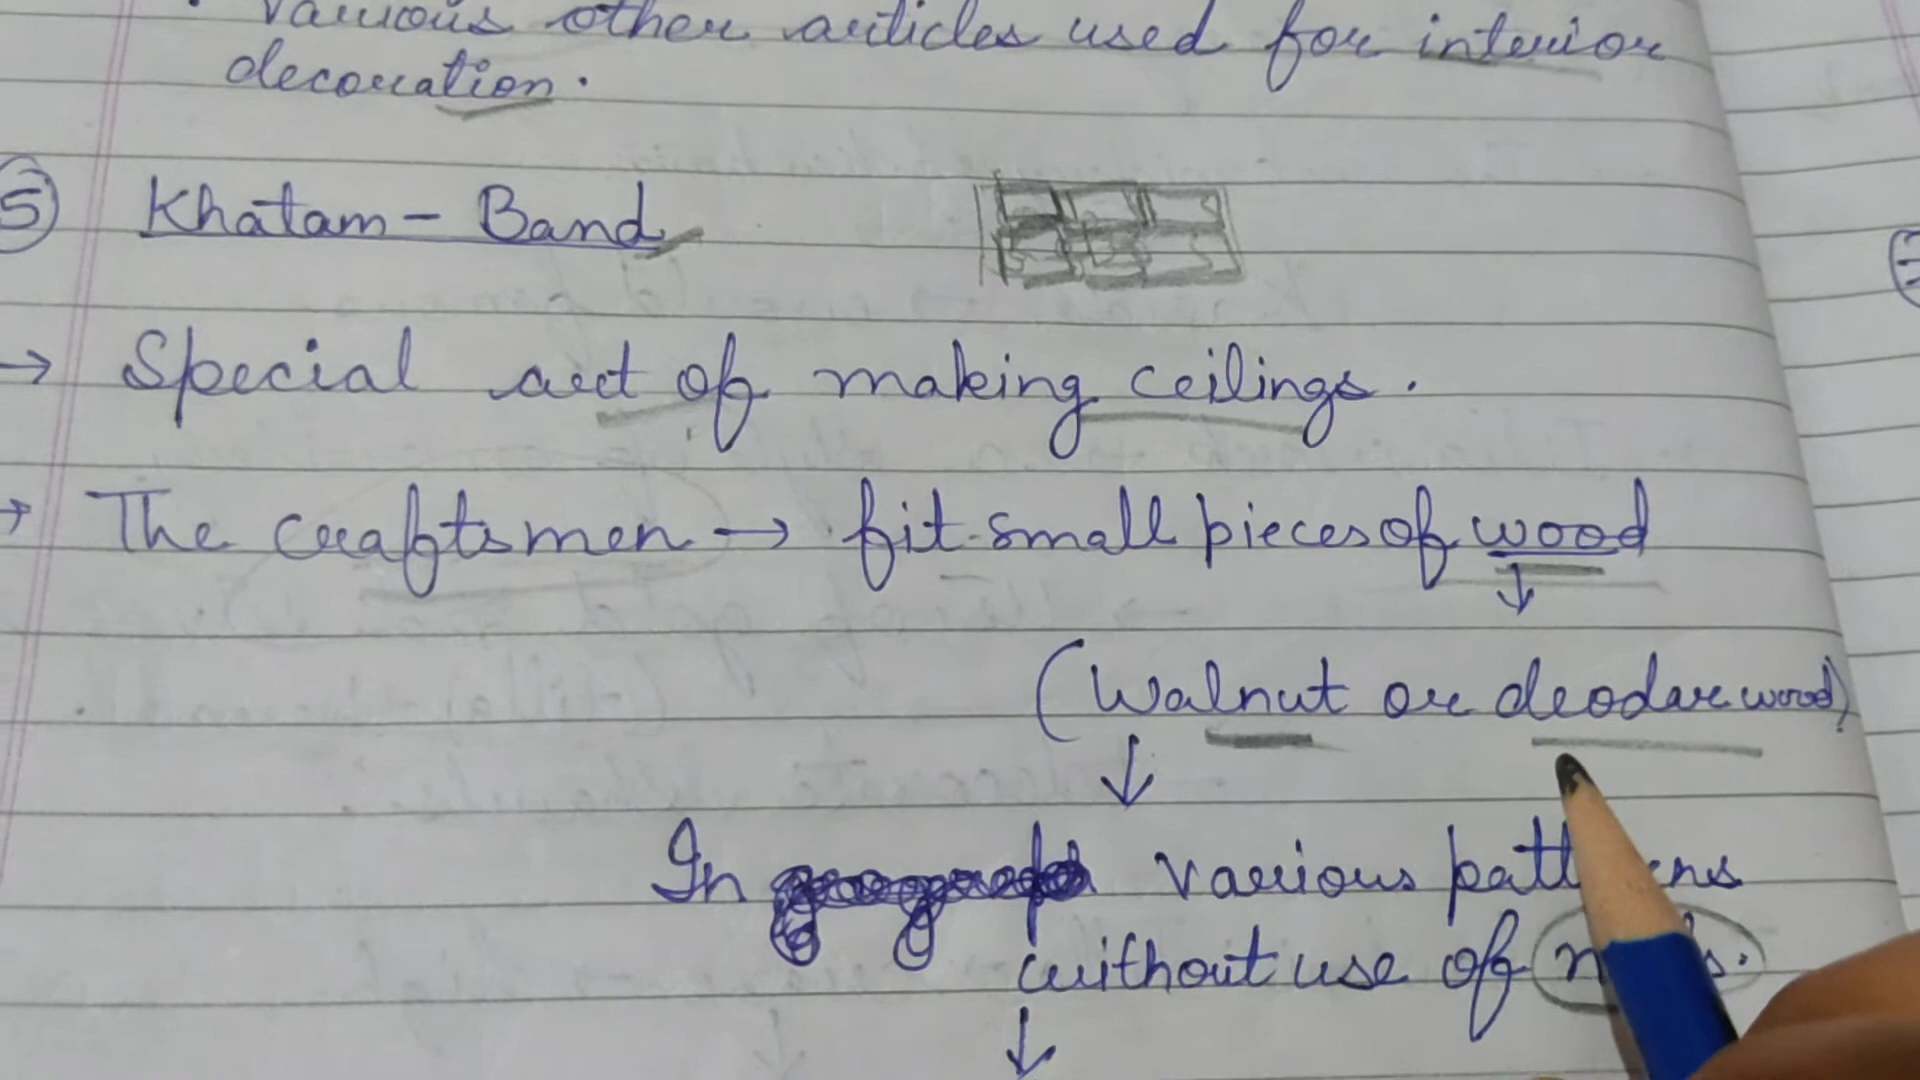 • Various other articles used for interior
decoration.
5 Khatam - Band
→ Special art of making ceilings.
→ The craftsmen → fit small pieces of wood
↓
(Walnut or deodar wood)
↓
In various patterns
without use of
↓